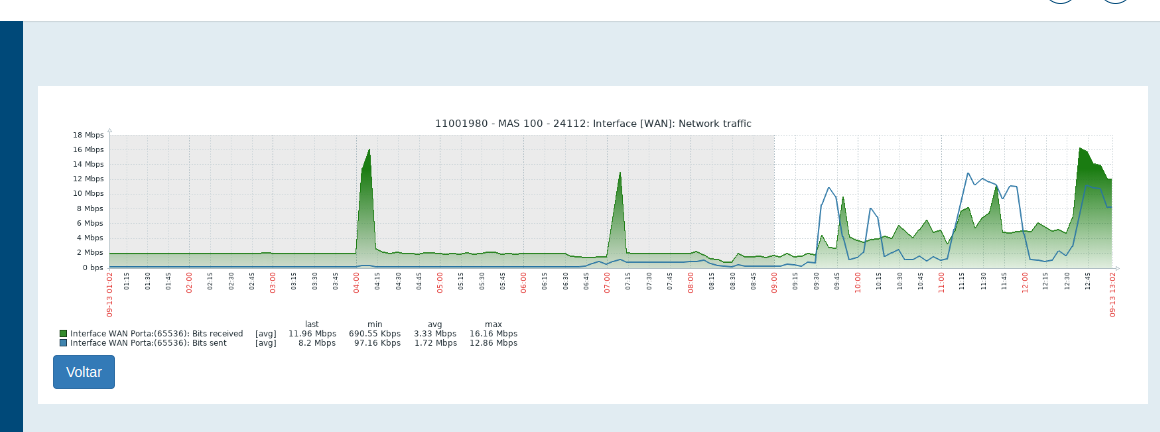 11001980 - MAS 100 - 24112: Interface [WAN]: Network traffic
18 Mbps
16 Mbps
14 Mbps
12 Mbps
10 Mbps
8 Mbps
6 Mbps
4 Mbps
2 Mbps
0 bps
09-13 01:02 01:15 01:30 01:45 02:00 02:15 02:30 02:45 03:00 03:15 03:30 03:45 04:00 04:15 04:30 04:45 05:00 05:15 05:30 05:45 06:00 06:15 06:30 06:45 07:00 07:15 07:30 07:45 08:00 08:15 08:30 08:45 09:00 09:15 09:30 09:45 10:00 10:15 10:30 10:45 11:00 11:15 11:30 11:45 12:00 12:15 12:30 12:45 09-13 13:02
last min avg max
Interface WAN Porta:(65536): Bits received [avg] 11.96 Mbps 690.55 Kbps 3.33 Mbps 16.16 Mbps
Interface WAN Porta:(65536): Bits sent [avg] 8.2 Mbps 97.16 Kbps 1.72 Mbps 12.86 Mbps
Voltar